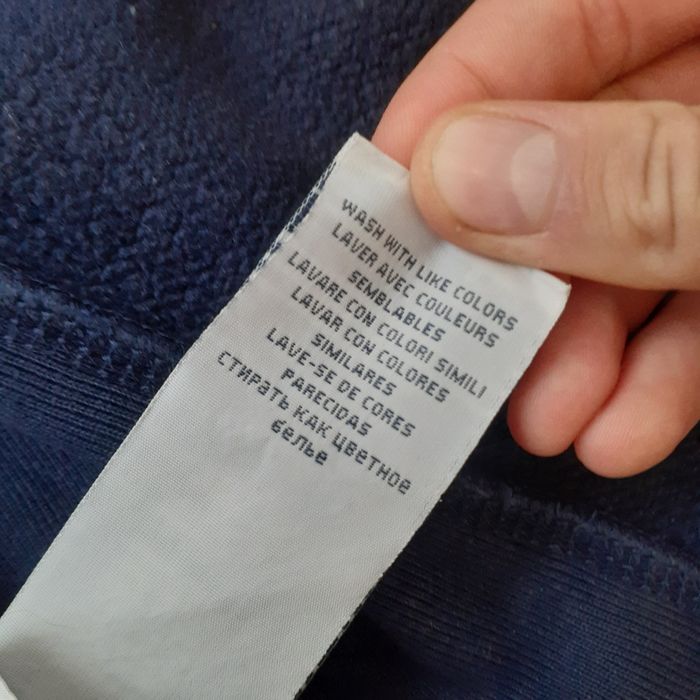 WASH WITH LIKE COLORS
LAVER AVEC COULEURS
SEMBLABLES
LAVARE CON COLORI SIMILI
LAVAR CON COLORES
SIMILARES
LAVE-SE DE CORES
PARECIDAS
СТИРАТЬ КАК ЦВЕТНОЕ
БЕЛЬЕ